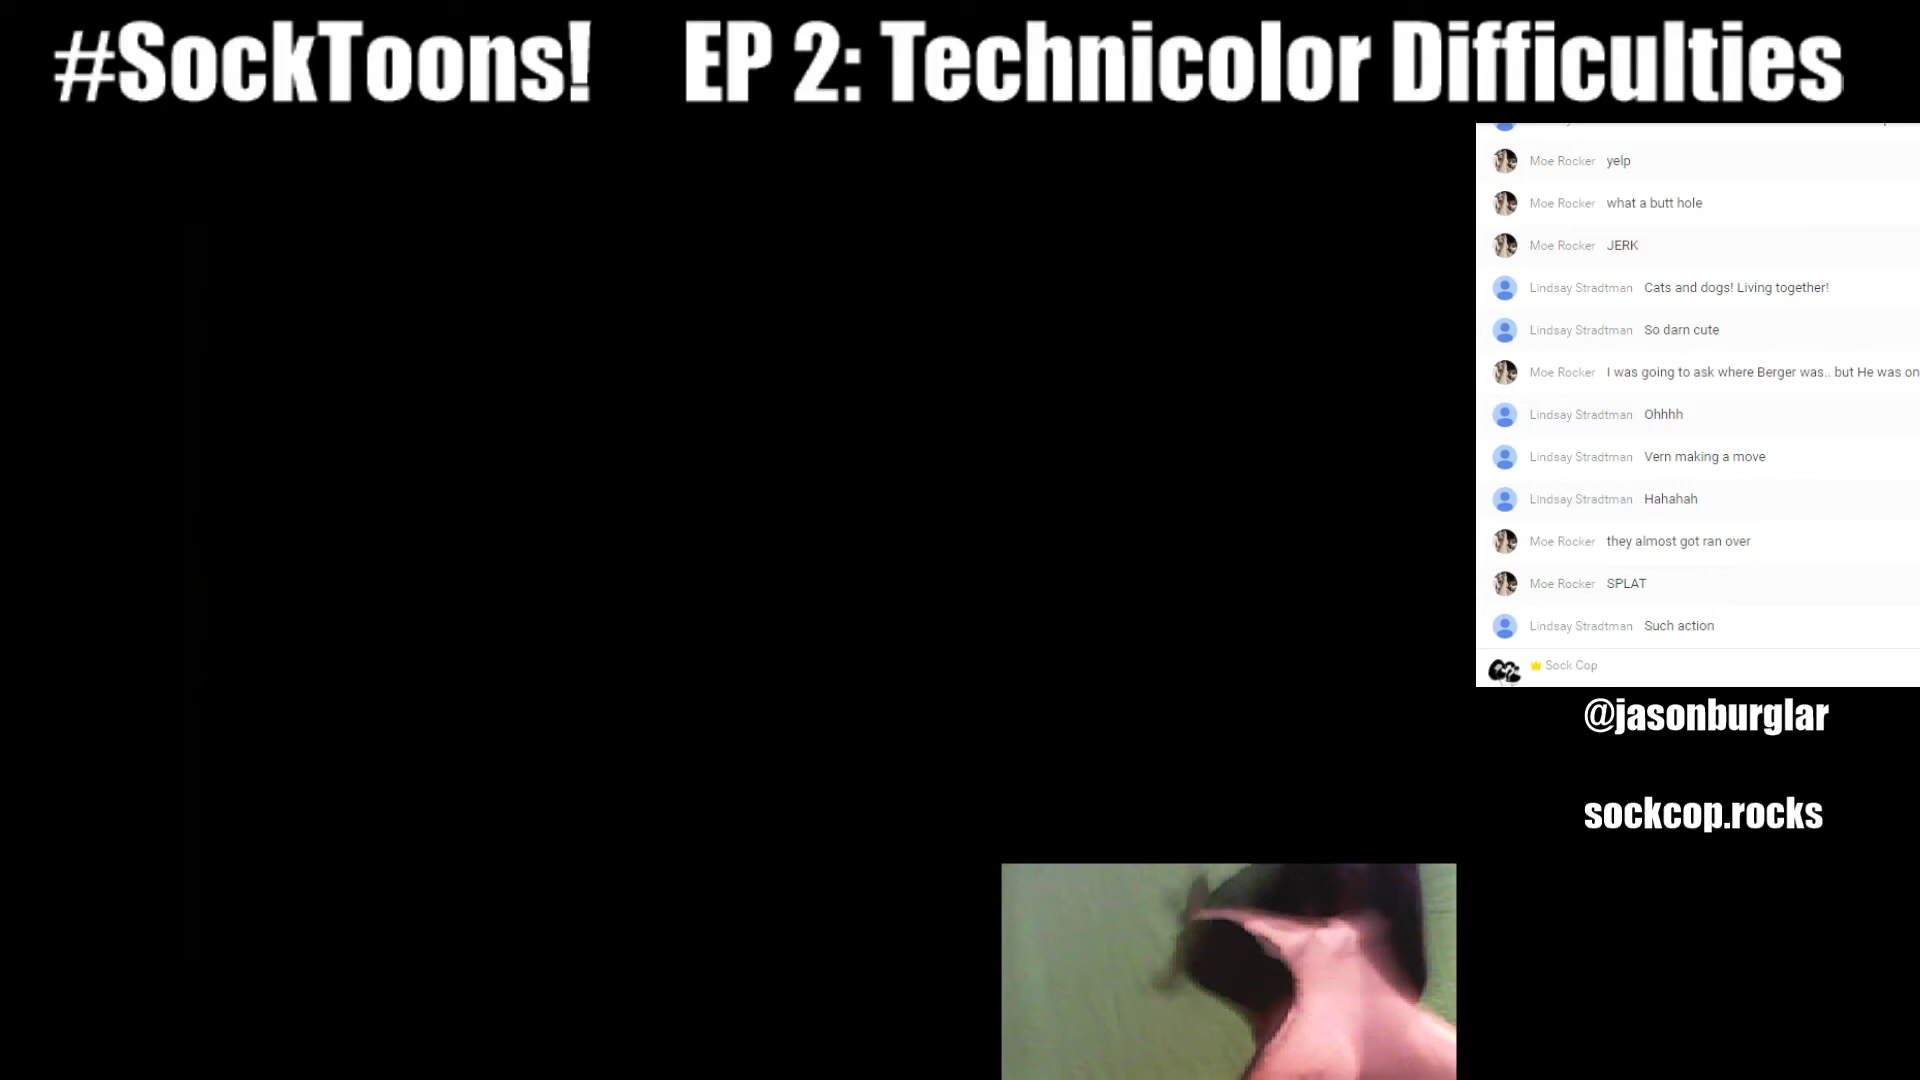 #SockToons! EP 2: Technicolor Difficulties
Moe Rocker yelp
Moe Rocker what a butt hole
Moe Rocker JERK
Lindsay Stradtman Cats and dogs! Living together!
Lindsay Stradtman So darn cute
Moe Rocker I was going to ask where Berger was.. but He was on
Lindsay Stradtman Ohhhh
Lindsay Stradtman Vern making a move
Lindsay Stradtman Hahahah
Moe Rocker they almost got ran over
Moe Rocker SPLAT
Lindsay Stradtman Such action
Sock Cop
@jasonburglar
sockcop.rocks